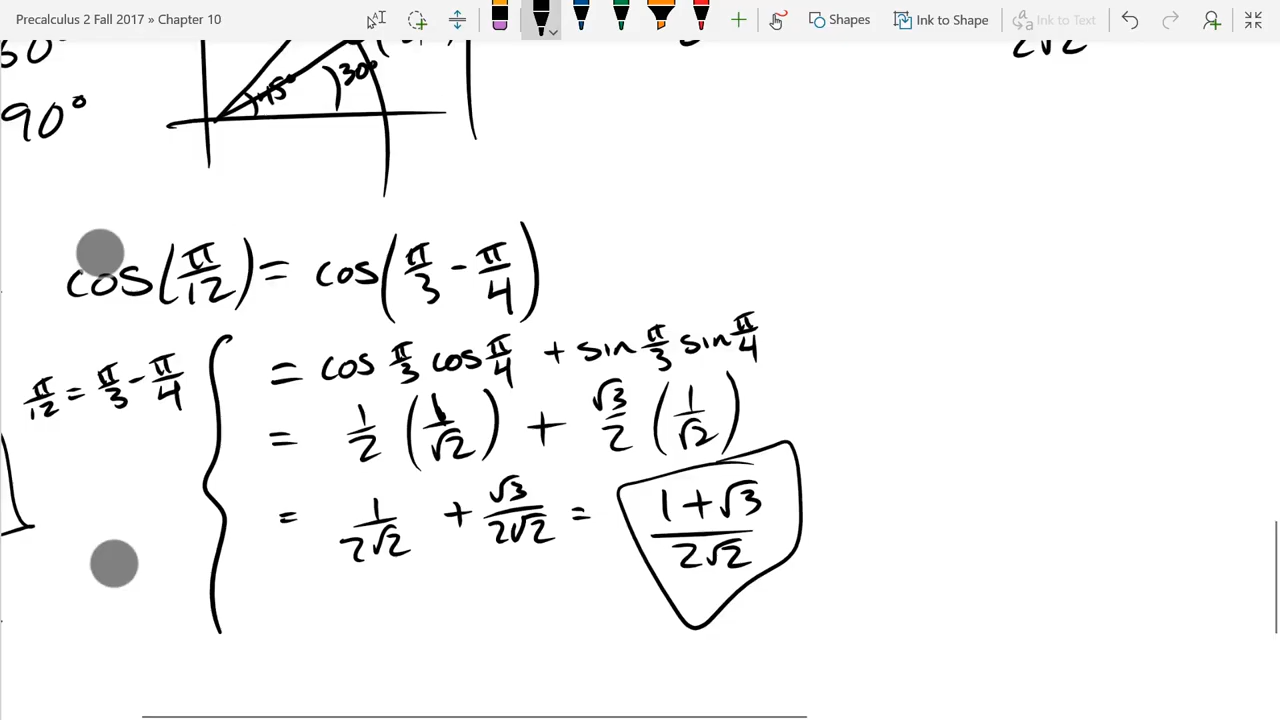 Precalculus 2 Fall 2017 » Chapter 10
Shapes
Ink to Shape
Ink to Text
2√2
30°
45°
90°
cos(π/12) = cos(π/3 - π/4)
π/12 = π/3 - π/4
= cos π/3 cos π/4 + sin π/3 sin π/4
= 1/2 (1/√2) + √3/2 (1/√2)
= 1/2√2 + √3/2√2 = 1+√3/2√2